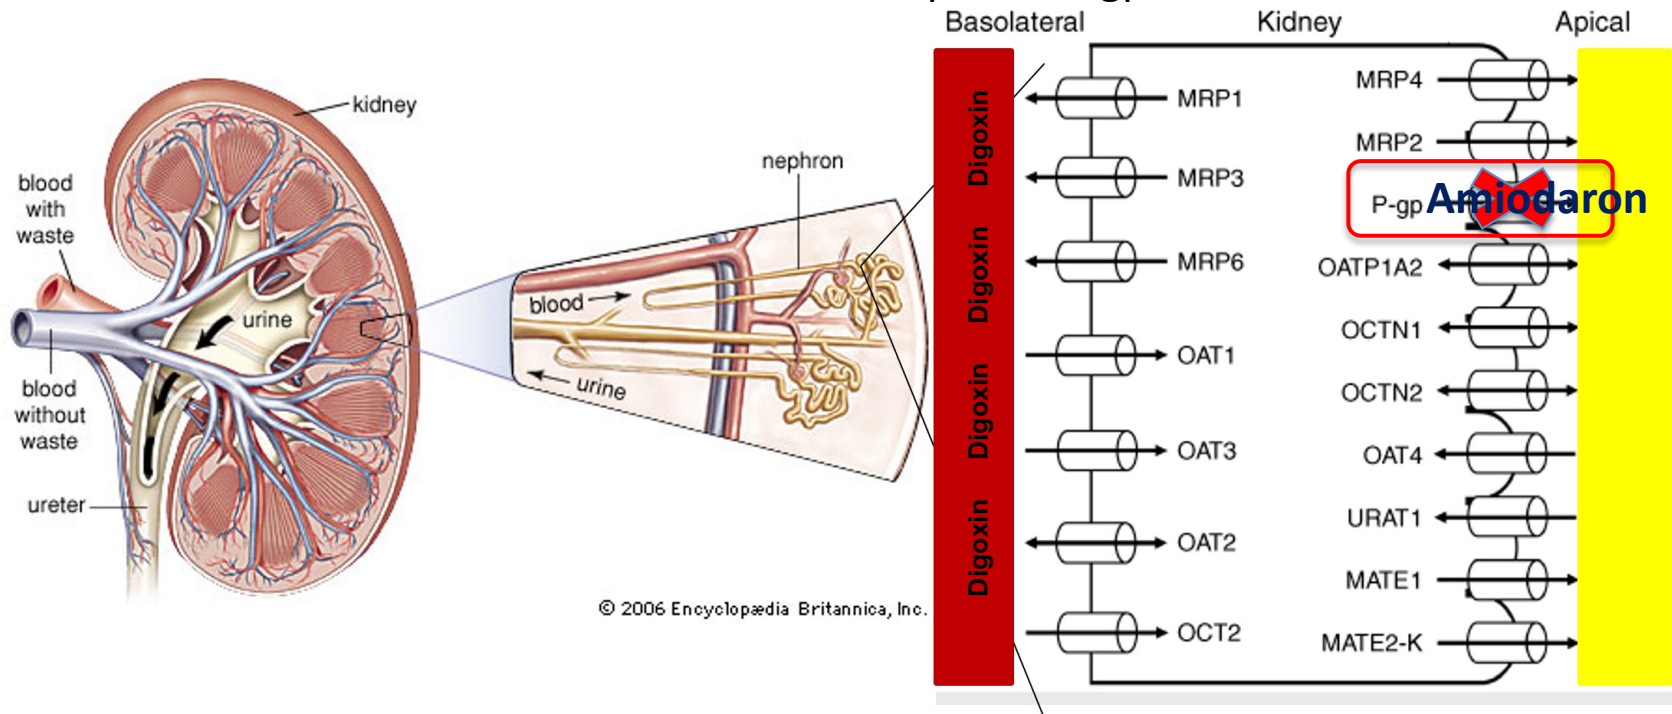 kidney
blood
with
waste
urine
blood
without
waste
ureter
nephron
blood
urine
© 2006 Encyclopædia Britannica, Inc.
Basolateral
Kidney
Apical
Digoxin
Digoxin
Digoxin
Digoxin
MRP1
MRP3
MRP6
OAT1
OAT3
OAT2
OCT2
MRP4
MRP2
P-gp
Amiodaron
OATP1A2
OCTN1
OCTN2
OAT4
URAT1
MATE1
MATE2-K